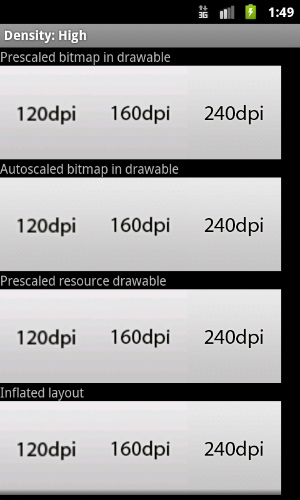 3G 1:49
Density: High
Prescaled bitmap in drawable
120dpi 160dpi 240dpi
Autoscaled bitmap in drawable
120dpi 160dpi 240dpi
Prescaled resource drawable
120dpi 160dpi 240dpi
Inflated layout
120dpi 160dpi 240dpi